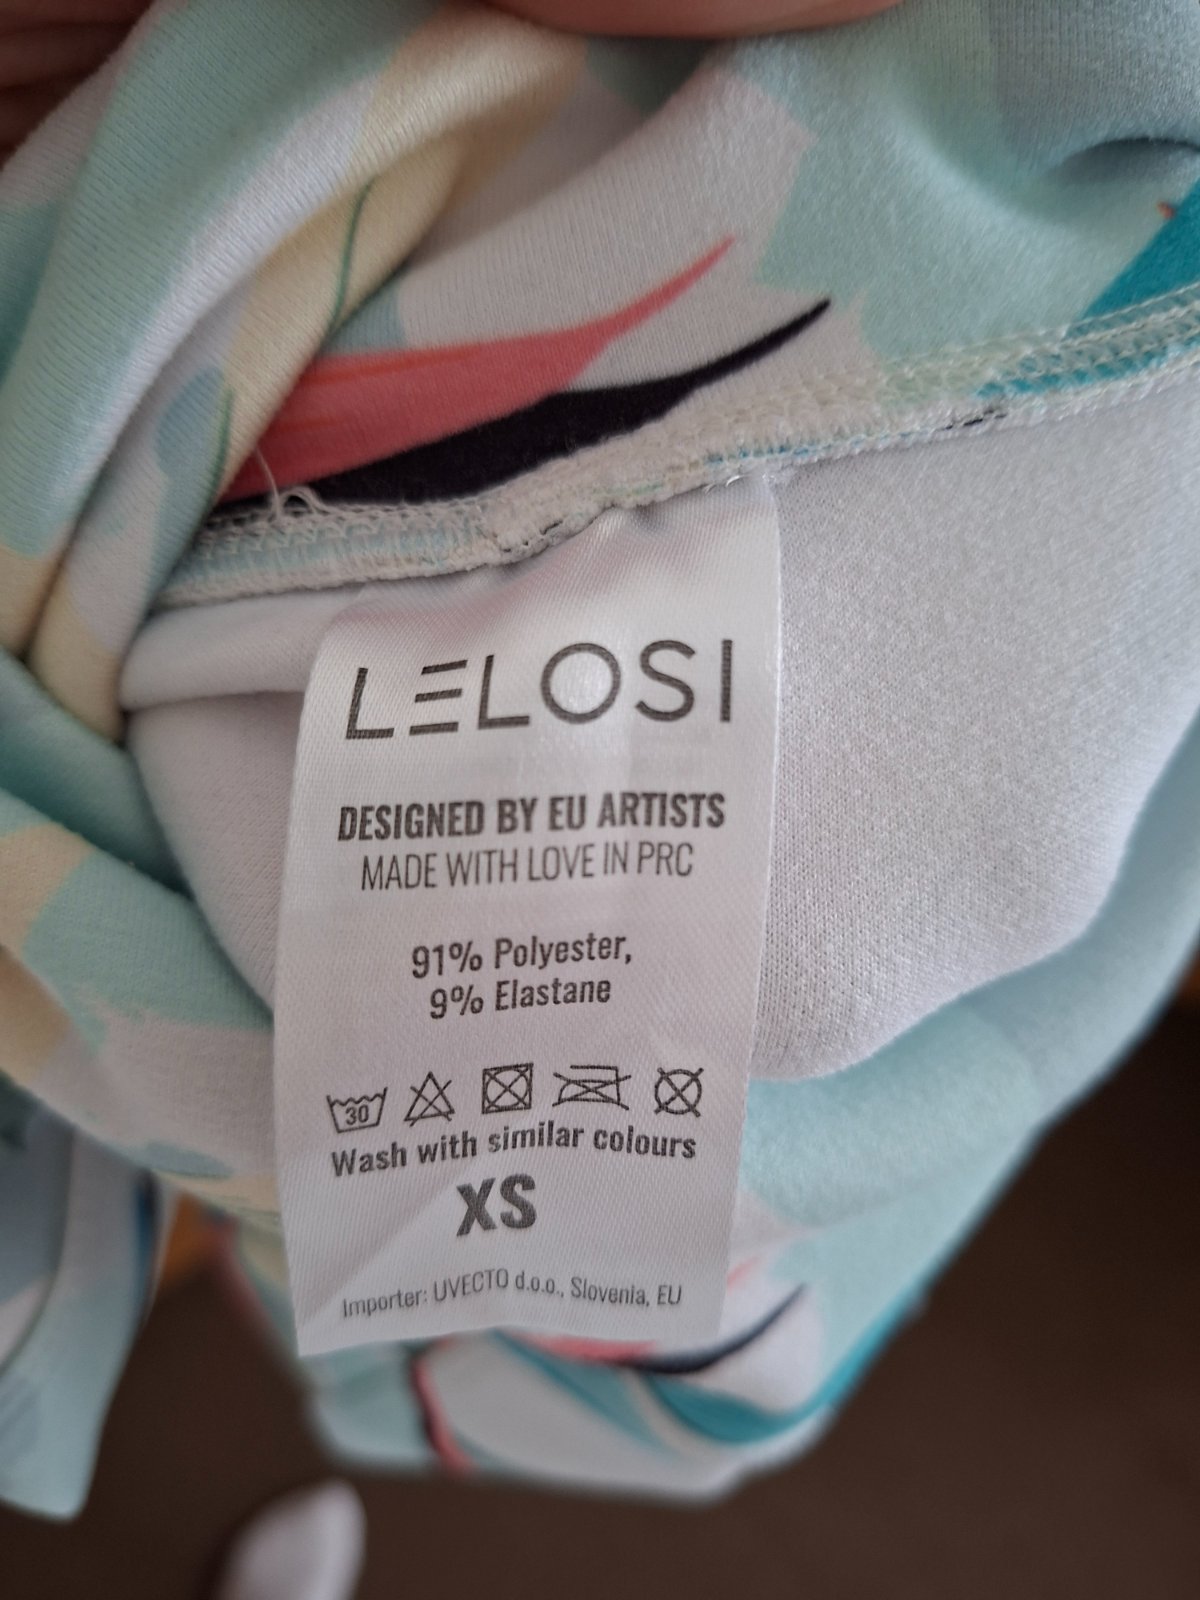 LELOSI
DESIGNED BY EU ARTISTS
MADE WITH LOVE IN PRC
91% Polyester,
9% Elastane
30
Wash with similar colours
XS
Importer: UVECTO d.o.o., Slovenia, EU